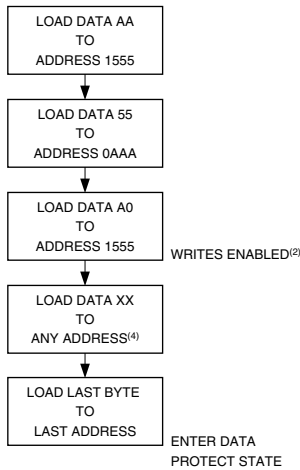 LOAD DATA AA
TO
ADDRESS 1555
LOAD DATA 55
TO
ADDRESS 0AAA
LOAD DATA A0
TO
ADDRESS 1555
WRITES ENABLED(2)
LOAD DATA XX
TO
ANY ADDRESS(4)
LOAD LAST BYTE
TO
LAST ADDRESS
ENTER DATA
PROTECT STATE